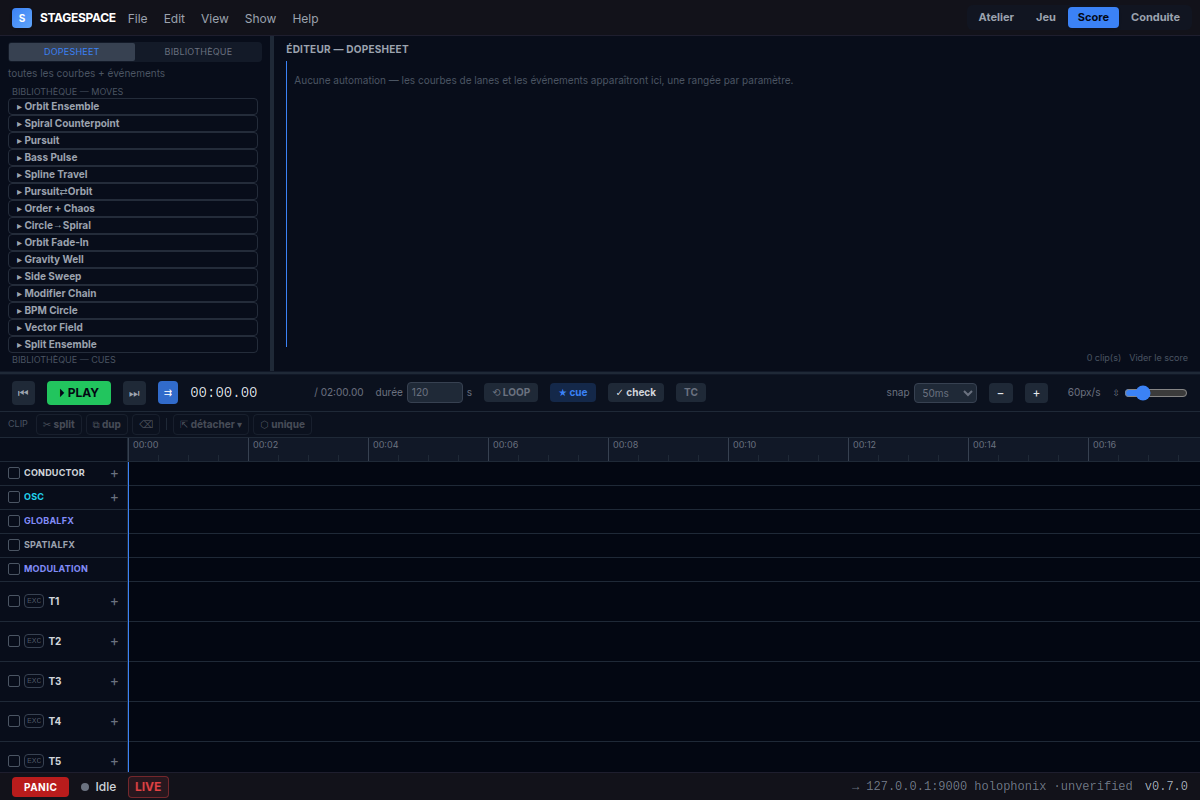 S STAGESPACE File Edit View Show Help Atelier Jeu Score Conduite
DOPESHEET BIBLIOTHÈQUE
toutes les courbes + événements
BIBLIOTHÈQUE — MOVES
▸ Orbit Ensemble
▸ Spiral Counterpoint
▸ Pursuit
▸ Bass Pulse
▸ Spline Travel
▸ Pursuit⇄Orbit
▸ Order + Chaos
▸ Circle→Spiral
▸ Orbit Fade-In
▸ Gravity Well
▸ Side Sweep
▸ Modifier Chain
▸ BPM Circle
▸ Vector Field
▸ Split Ensemble
BIBLIOTHÈQUE — CUES
ÉDITEUR — DOPESHEET
Aucune automation — les courbes de lanes et les événements apparaîtront ici, une rangée par paramètre.
0 clip(s) Vider le score
⏮ ⏵PLAY ⏭ ⇉ 00:00.00 / 02:00.00 durée 120 s ⟲ LOOP ★ cue ✓ check TC snap 50ms − + 60px/s ⇳
CLIP ✂ split ⧉ dup ⌫ ⇱ détacher ▾ ⬡ unique
00:00 00:02 00:04 00:06 00:08 00:10 00:12 00:14 00:16
CONDUCTOR +
OSC +
GLOBALFX
SPATIALFX
MODULATION
EXC T1 +
EXC T2 +
EXC T3 +
EXC T4 +
EXC T5 +
PANIC Idle LIVE → 127.0.0.1:9000 holophonix ·unverified v0.7.0